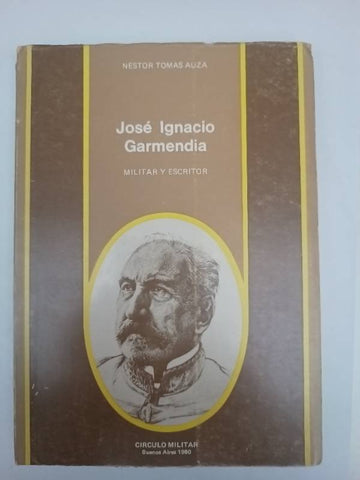 NESTOR TOMAS AUZA
José Ignacio
Garmendia
MILITAR Y ESCRITOR
CIRCULO MILITAR
Buenos Aires 1980